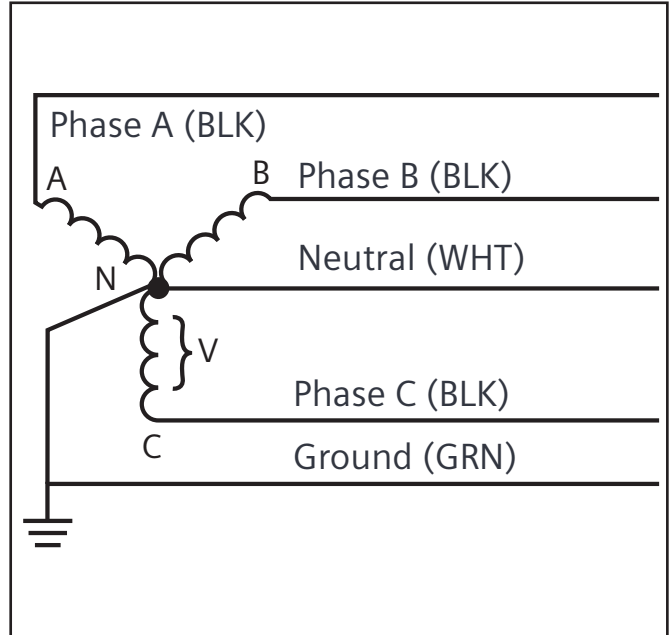 Phase A (BLK)
A
B
Phase B (BLK)
N
Neutral (WHT)
V
Phase C (BLK)
C
Ground (GRN)